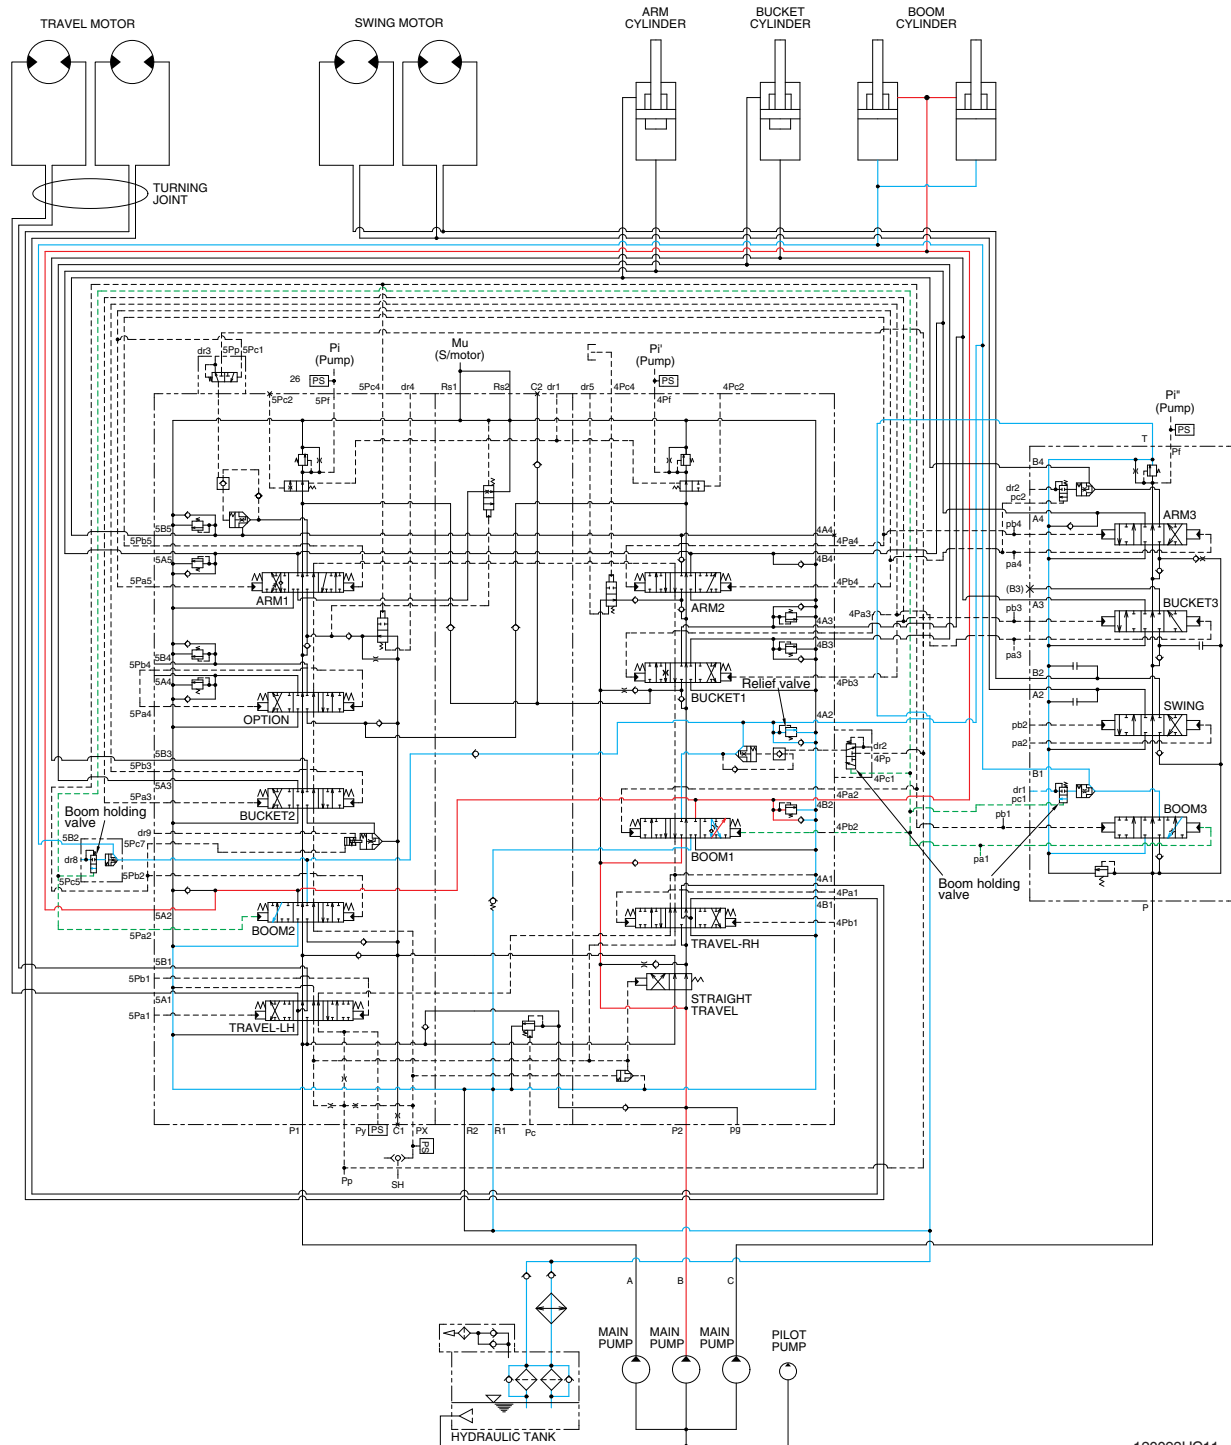 TRAVEL MOTOR
SWING MOTOR
ARM
CYLINDER
BUCKET
CYLINDER
BOOM
CYLINDER
TURNING
JOINT
dr3
5Pp
5Pc1
Pi
(Pump)
26
PS
5Pc2
5Pf
5Pc4
dr4
Mu
(S/motor)
Rs1
Rs2
C2
dr1
dr5
4Pc4
Pi'
(Pump)
PS
4Pf
4Pc2
Pi"
(Pump)
PS
T
Pf
B4
dr2
pc2
A4
pb4
pa4
ARM3
(B3)
A3
pb3
pa3
BUCKET3
B2
A2
pb2
pa2
SWING
B1
dr1
pc1
pb1
pa1
BOOM3
P
5B5
5Pb5
5A5
5Pa5
ARM1
4A4
4Pa4
4B4
4Pb4
ARM2
4A3
4Pa3
4B3
4Pb3
BUCKET1
5B4
5Pb4
5A4
5Pa4
OPTION
Relief valve
4A2
dr2
4Pp
4Pc1
5B3
5Pb3
5A3
5Pa3
BUCKET2
4Pa2
4B2
4Pb2
BOOM1
Boom holding
valve
5B2
dr9
5Pc7
dr8
5Pc5
5Pb2
5A2
5Pa2
BOOM2
Boom holding
valve
4A1
4Pa1
4B1
4Pb1
TRAVEL-RH
5B1
5Pb1
5A1
5Pa1
TRAVEL-LH
STRAIGHT
TRAVEL
P1
Py
PS
C1
PX
PS
R2
R1
Pc
P2
pg
Pp
SH
A
B
C
MAIN
PUMP
MAIN
PUMP
MAIN
PUMP
PILOT
PUMP
HYDRAULIC TANK